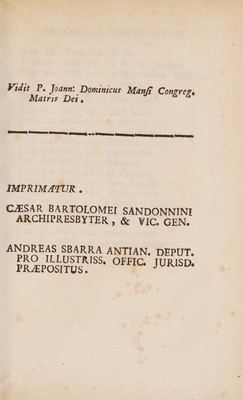 Vidit P. Joann: Dominicus Mansi Congreg.
Matris Dei.
IMPRIMATUR.
CÆSAR BARTOLOMEI SANDONNINI
ARCHIPRESBYTER, & VIC. GEN.
ANDREAS SBARRA ANTIAN. DEPUT.
PRO ILLUSTRISS. OFFIC. JURISD.
PRÆPOSITUS.